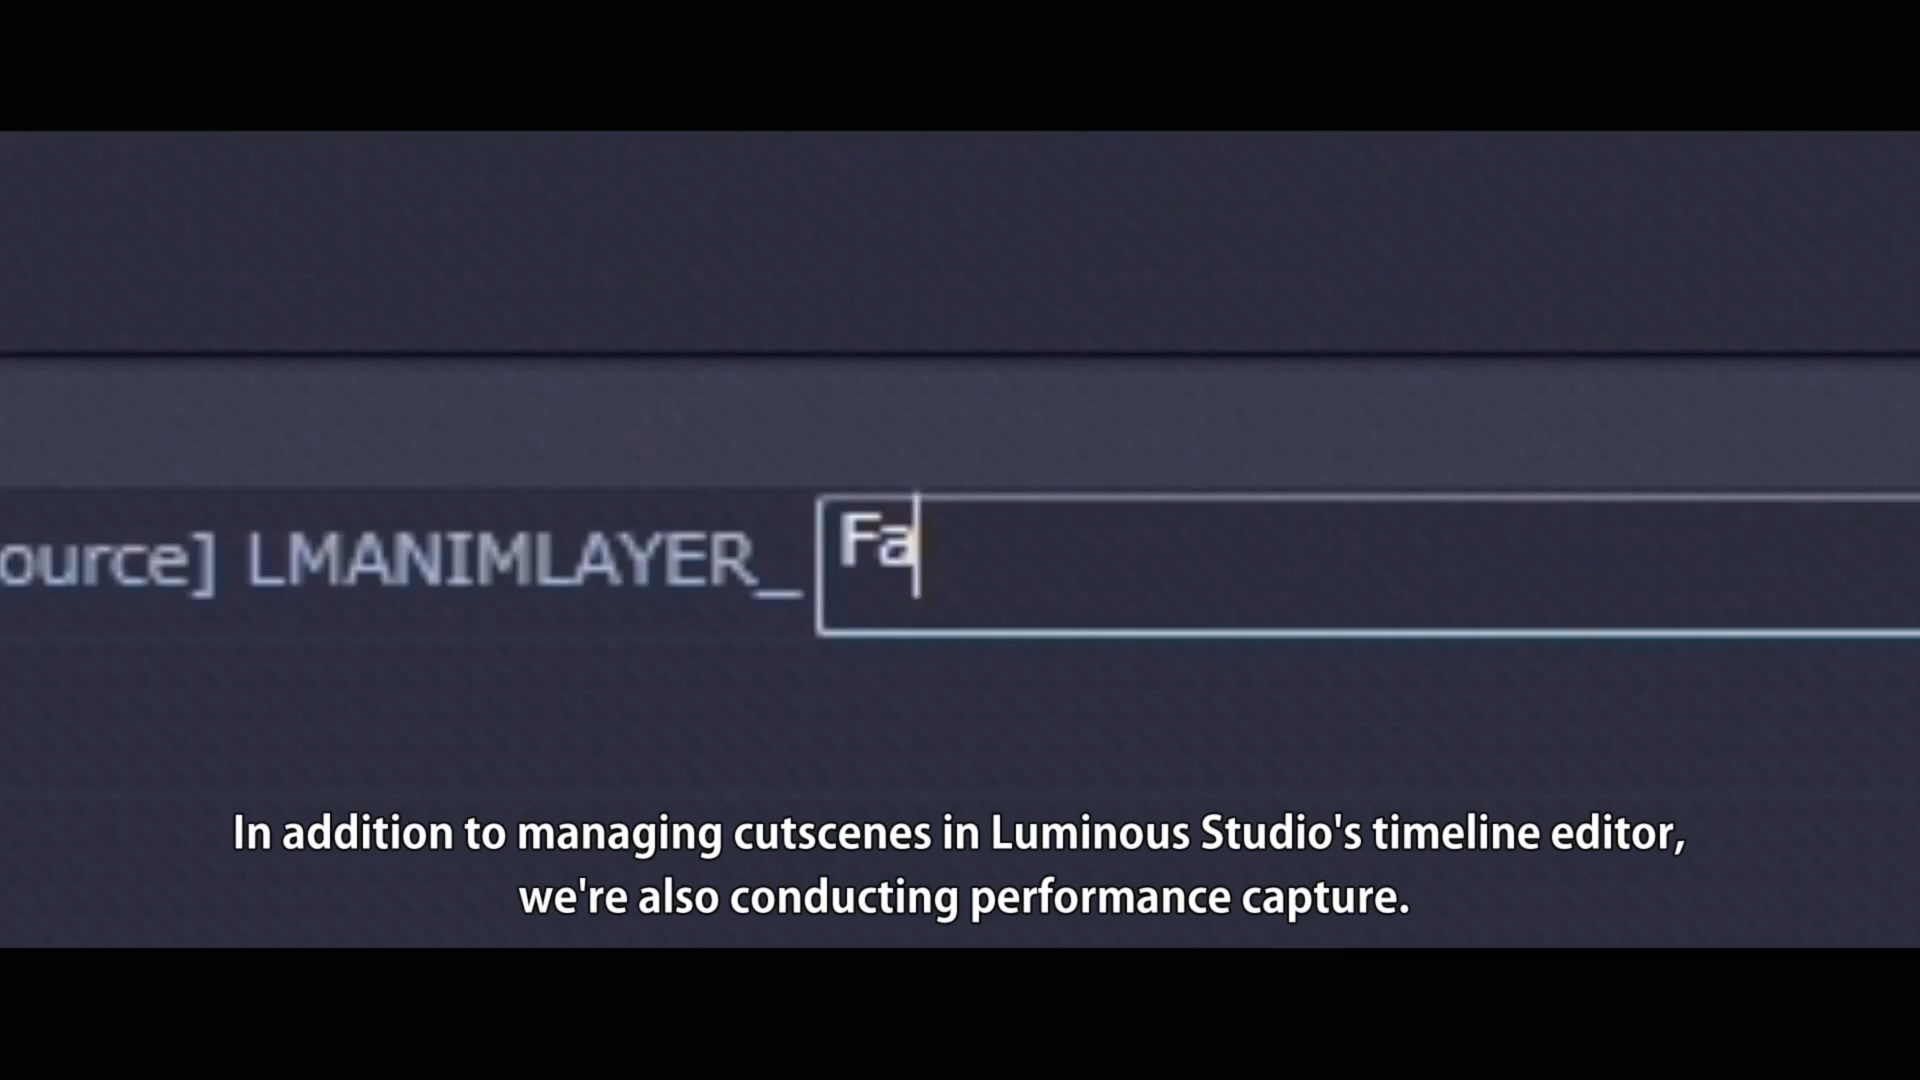 ource] LMANIMLAYER_ Fa
In addition to managing cutscenes in Luminous Studio's timeline editor,
we're also conducting performance capture.